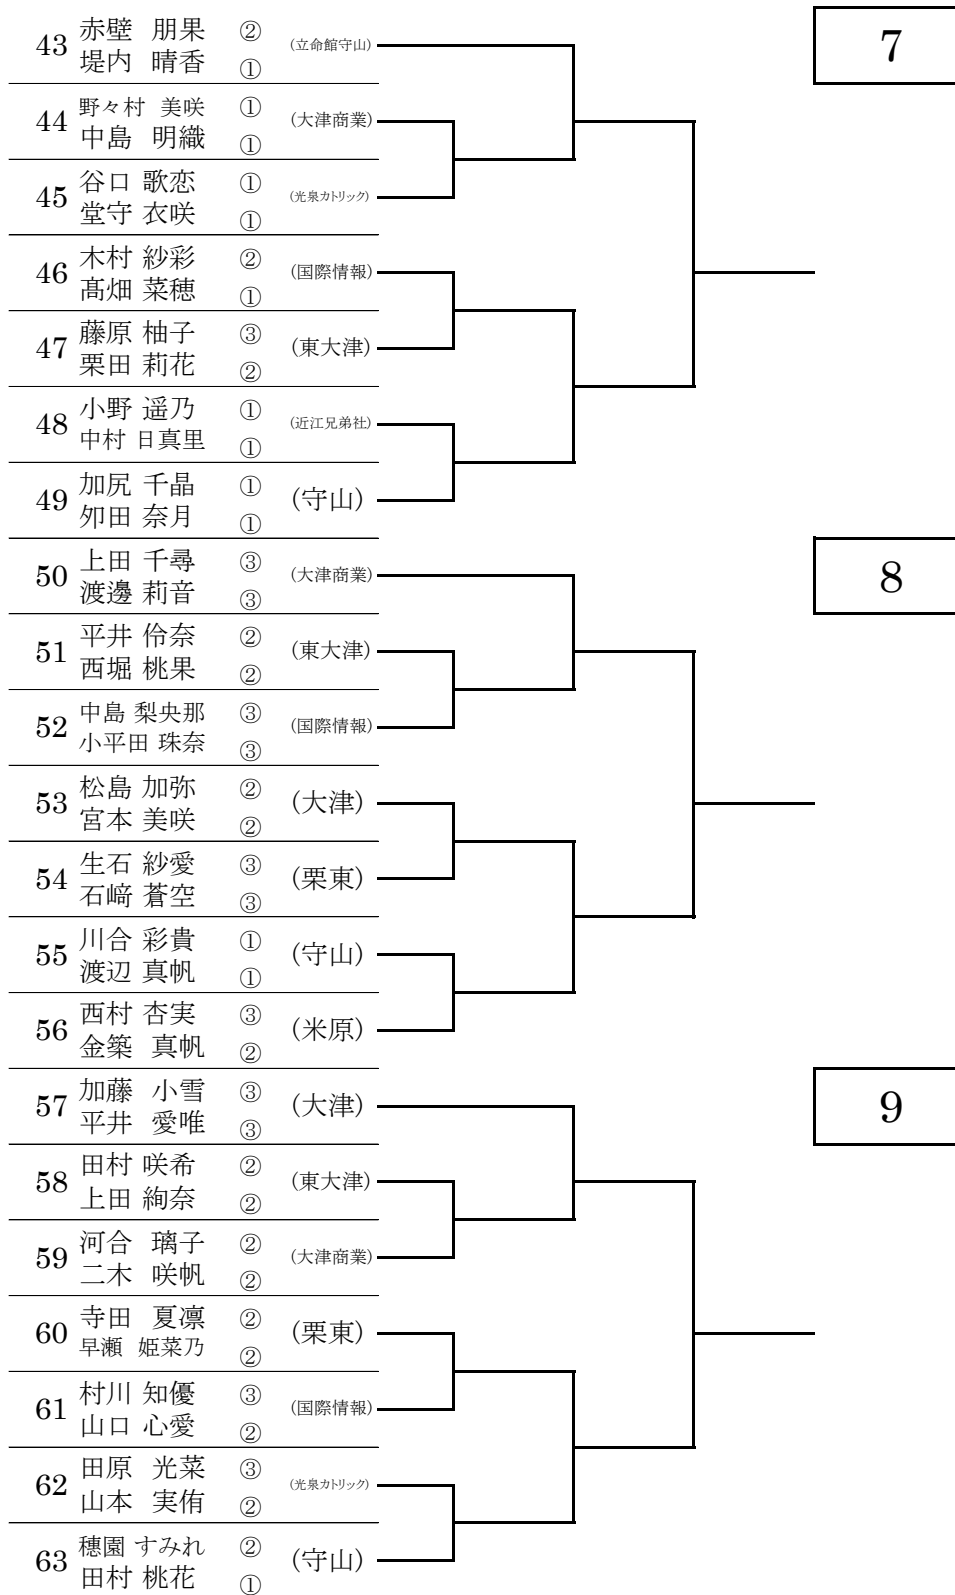 43 赤壁 朋果 ② (立命館守山)
堤内 晴香 ①
7
44 野々村 美咲 ① (大津商業)
中島 明織 ①
45 谷口 歌恋 ① (光泉カトリック)
堂守 衣咲 ①
46 木村 紗彩 ② (国際情報)
髙畑 菜穂 ①
47 藤原 柚子 ③ (東大津)
栗田 莉花 ②
48 小野 遥乃 ① (近江兄弟社)
中村 日真里 ①
49 加尻 千晶 ① (守山)
夘田 奈月 ①
50 上田 千尋 ③ (大津商業)
渡邊 莉音 ③
8
51 平井 伶奈 ② (東大津)
西堀 桃果 ②
52 中島 梨央那 ③ (国際情報)
小平田 珠奈 ③
53 松島 加弥 ② (大津)
宮本 美咲 ②
54 生石 紗愛 ③ (栗東)
石﨑 蒼空 ③
55 川合 彩貴 ① (守山)
渡辺 真帆 ①
56 西村 杏実 ③ (米原)
金築 真帆 ②
57 加藤 小雪 ③ (大津)
平井 愛唯 ③
9
58 田村 咲希 ② (東大津)
上田 絢奈 ②
59 河合 璃子 ② (大津商業)
二木 咲帆 ②
60 寺田 夏凛 ② (栗東)
早瀬 姫菜乃 ②
61 村川 知優 ③ (国際情報)
山口 心愛 ②
62 田原 光菜 ③ (光泉カトリック)
山本 実侑 ②
63 穂園 すみれ ② (守山)
田村 桃花 ①